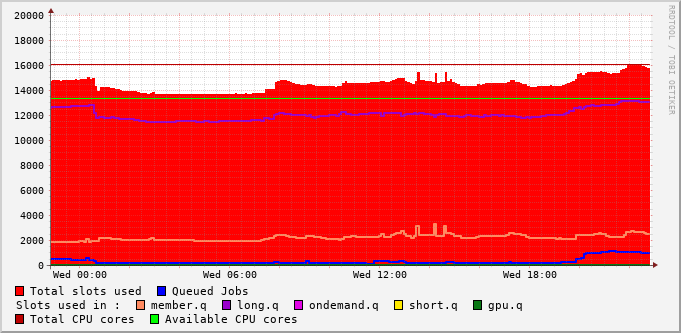 20000
18000
16000
14000
12000
10000
8000
6000
4000
2000
0
Wed 00:00 Wed 06:00 Wed 12:00 Wed 18:00
RRDTOOL / TOBI OETIKER
Total slots used Queued Jobs
Slots used in : member.q long.q ondemand.q short.q gpu.q
Total CPU cores Available CPU cores